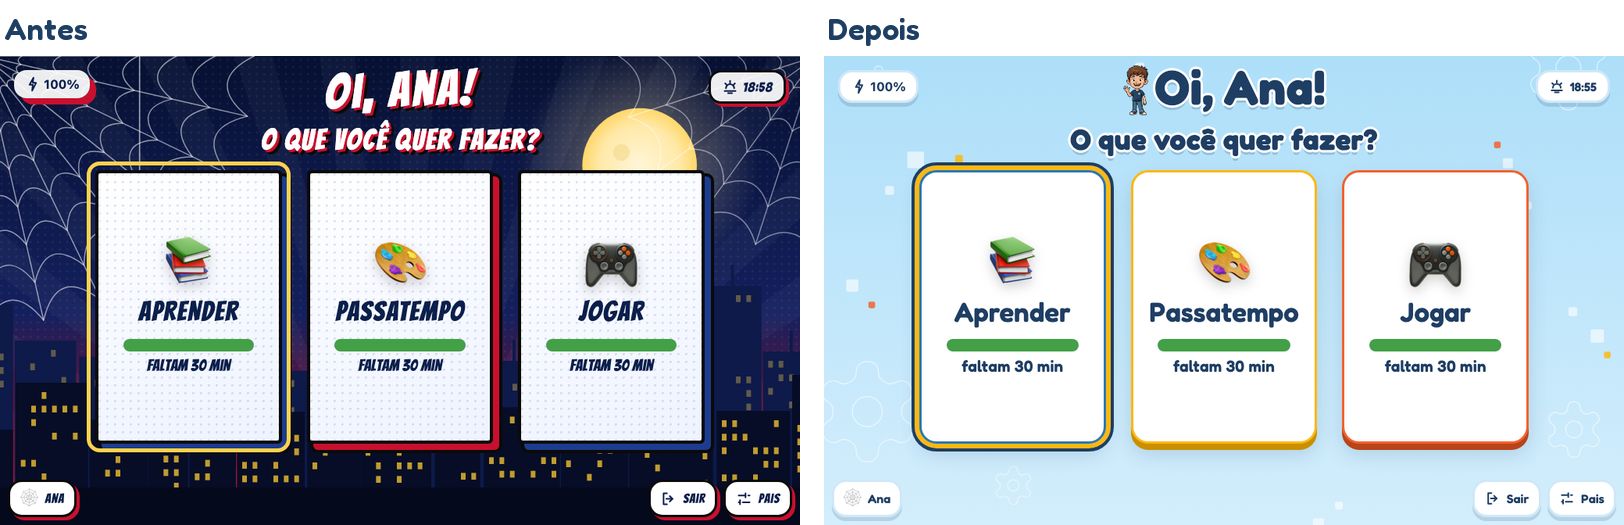 Antes
100%
OI, ANA!
18:58
O QUE VOCÊ QUER FAZER?
APRENDER
FALTAM 30 MIN
PASSATEMPO
FALTAM 30 MIN
JOGAR
FALTAM 30 MIN
ANA
SAIR
PAIS
Depois
100%
Oi, Ana!
18:55
O que você quer fazer?
Aprender
faltam 30 min
Passatempo
faltam 30 min
Jogar
faltam 30 min
Ana
Sair
Pais